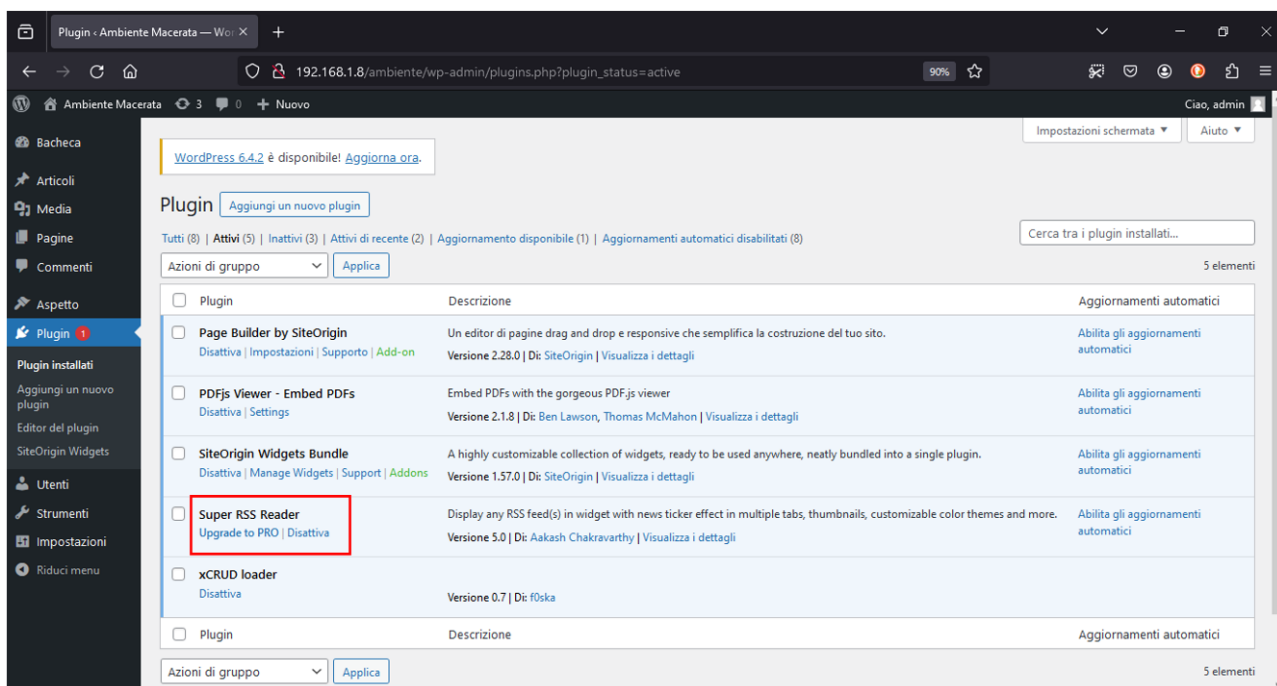 Plugin ‹ Ambiente Macerata — Wor
192.168.1.8/ambiente/wp-admin/plugins.php?plugin_status=active
90%
Ambiente Macerata 3 0 + Nuovo
Ciao, admin
Impostazioni schermata ▼
Aiuto ▼
Bacheca
Articoli
Media
Pagine
Commenti
Aspetto
Plugin 1
Plugin installati
Aggiungi un nuovo
plugin
Editor del plugin
SiteOrigin Widgets
Utenti
Strumenti
Impostazioni
Riduci menu
WordPress 6.4.2 è disponibile! Aggiorna ora.
Plugin Aggiungi un nuovo plugin
Tutti (8) | Attivi (5) | Inattivi (3) | Attivi di recente (2) | Aggiornamento disponibile (1) | Aggiornamenti automatici disabilitati (8)
Cerca tra i plugin installati...
Azioni di gruppo Applica
5 elementi
Plugin Descrizione Aggiornamenti automatici
Page Builder by SiteOrigin
Disattiva | Impostazioni | Supporto | Add-on
Un editor di pagine drag and drop e responsive che semplifica la costruzione del tuo sito.
Versione 2.28.0 | Di: SiteOrigin | Visualizza i dettagli
Abilita gli aggiornamenti
automatici
PDFjs Viewer - Embed PDFs
Disattiva | Settings
Embed PDFs with the gorgeous PDF.js viewer
Versione 2.1.8 | Di: Ben Lawson, Thomas McMahon | Visualizza i dettagli
Abilita gli aggiornamenti
automatici
SiteOrigin Widgets Bundle
Disattiva | Manage Widgets | Support | Addons
A highly customizable collection of widgets, ready to be used anywhere, neatly bundled into a single plugin.
Versione 1.57.0 | Di: SiteOrigin | Visualizza i dettagli
Abilita gli aggiornamenti
automatici
Super RSS Reader
Upgrade to PRO | Disattiva
Display any RSS feed(s) in widget with news ticker effect in multiple tabs, thumbnails, customizable color themes and more.
Versione 5.0 | Di: Aakash Chakravarthy | Visualizza i dettagli
Abilita gli aggiornamenti
automatici
xCRUD loader
Disattiva
Versione 0.7 | Di: f0ska
Plugin Descrizione Aggiornamenti automatici
Azioni di gruppo Applica
5 elementi